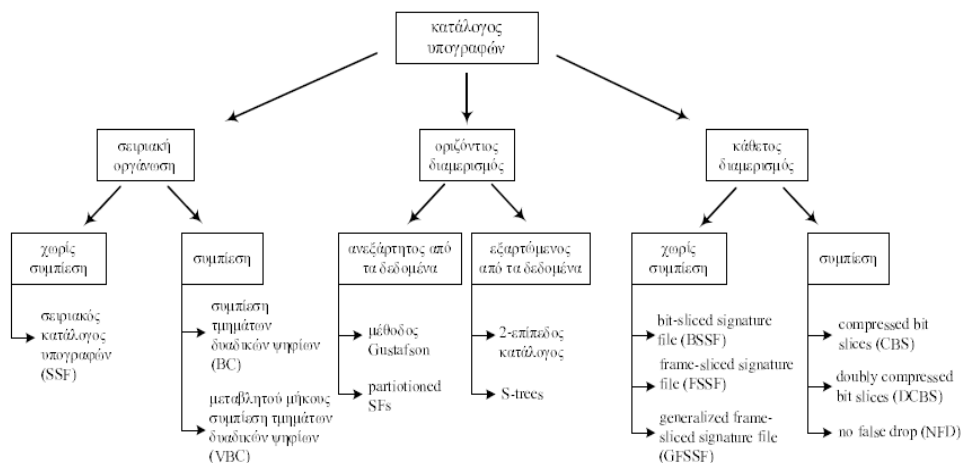 κατάλογος
υπογραφών
σειριακή
οργάνωση
οριζόντιος
διαμερισμός
κάθετος
διαμερισμός
χωρίς
συμπίεση
συμπίεση
ανεξάρτητος από
τα δεδομένα
εξαρτώμενος
από τα δεδομένα
χωρίς
συμπίεση
συμπίεση
σειριακός
κατάλογος
υπογραφών
(SSF)
συμπίεση
τμημάτων
δυαδικών ψηφίων
(BC)
μεταβλητού μήκους
συμπίεση τμημάτων
δυαδικών ψηφίων
(VBC)
μέθοδος
Gustafson
partiotioned
SFs
2-επίπεδος
κατάλογος
S-trees
bit-sliced signature
file (BSSF)
frame-sliced signature
file (FSSF)
generalized frame-
sliced signature file
(GFSSF)
compressed bit
slices (CBS)
doubly compressed
bit slices (DCBS)
no false drop (NFD)